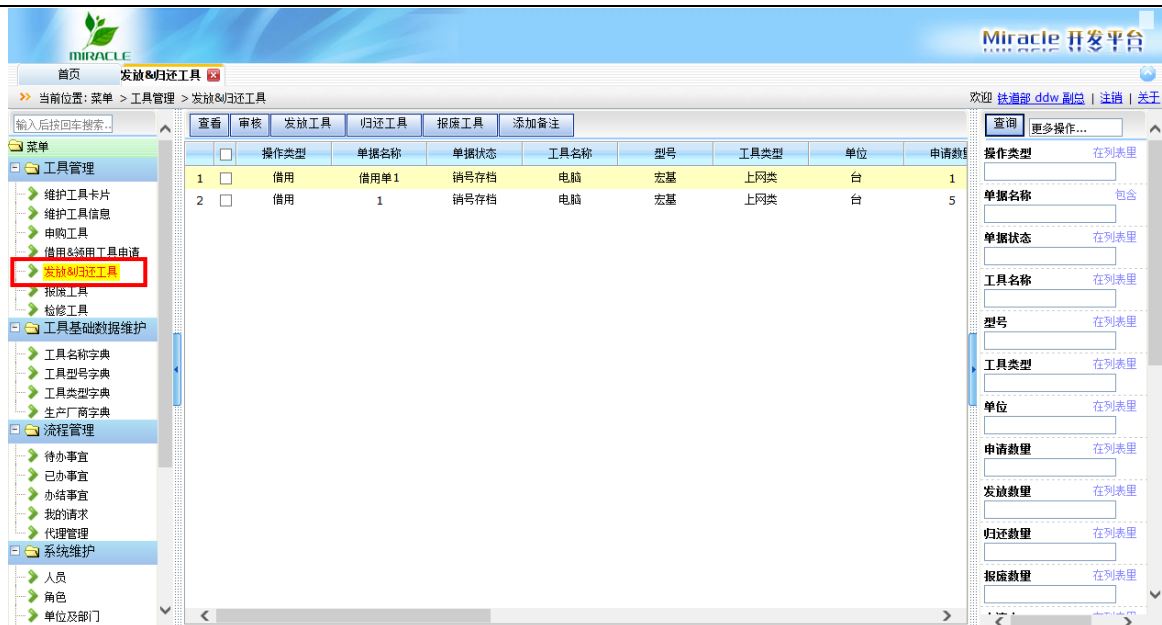 MIRACLE
Miracle 开发平台
首页 发放&归还工具
当前位置: 菜单 > 工具管理 > 发放&归还工具
欢迎 铁道部 ddw 副总 | 注销 | 关于
输入后按回车搜索..
菜单
工具管理
维护工具卡片
维护工具信息
申购工具
借用&领用工具申请
发放&归还工具
报废工具
检修工具
工具基础数据维护
工具名称字典
工具型号字典
工具类型字典
生产厂商字典
流程管理
待办事宜
已办事宜
办结事宜
我的请求
代理管理
系统维护
人员
角色
单位及部门
查看 审核 发放工具 归还工具 报废工具 添加备注
操作类型 单据名称 单据状态 工具名称 型号 工具类型 单位 申请数
1 借用 借用单1 销号存档 电脑 宏基 上网类 台 1
2 借用 1 销号存档 电脑 宏基 上网类 台 5
查询 更多操作...
操作类型 在列表里
单据名称 包含
单据状态 在列表里
工具名称 在列表里
型号 在列表里
工具类型 在列表里
单位 在列表里
申请数量 在列表里
发放数量 在列表里
归还数量 在列表里
报废数量 在列表里